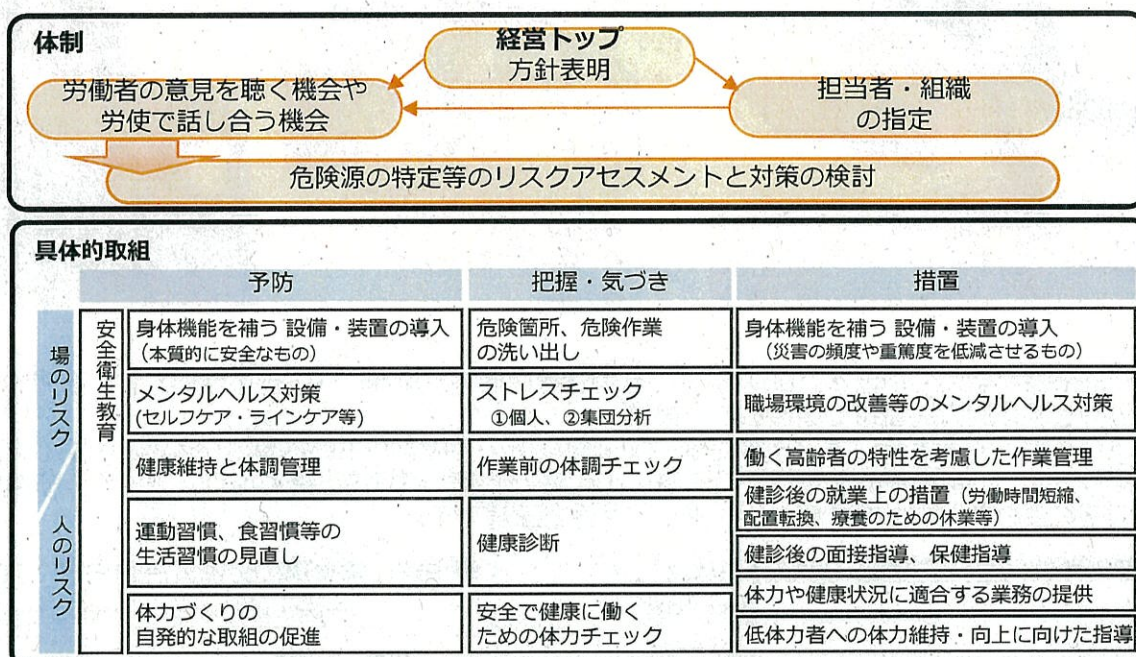 体制
経営トップ
方針表明
労働者の意見を聴く機会や
労使で話し合う機会
担当者・組織
の指定
危険源の特定等のリスクアセスメントと対策の検討
具体的取組
予防
把握・気づき
措置
場のリスク
人のリスク
安全衛生教育
身体機能を補う 設備・装置の導入
(本質的に安全なもの)
危険箇所、危険作業
の洗い出し
身体機能を補う 設備・装置の導入
(災害の頻度や重篤度を低減させるもの)
メンタルヘルス対策
(セルフケア・ラインケア等)
ストレスチェック
①個人、②集団分析
職場環境の改善等のメンタルヘルス対策
健康維持と体調管理
作業前の体調チェック
働く高齢者の特性を考慮した作業管理
運動習慣、食習慣等の
生活習慣の見直し
健康診断
健診後の就業上の措置(労働時間短縮、
配置転換、療養のための休業等)
健診後の面接指導、保健指導
体力づくりの
自発的な取組の促進
安全で健康に働く
ための体力チェック
体力や健康状況に適合する業務の提供
低体力者への体力維持・向上に向けた指導